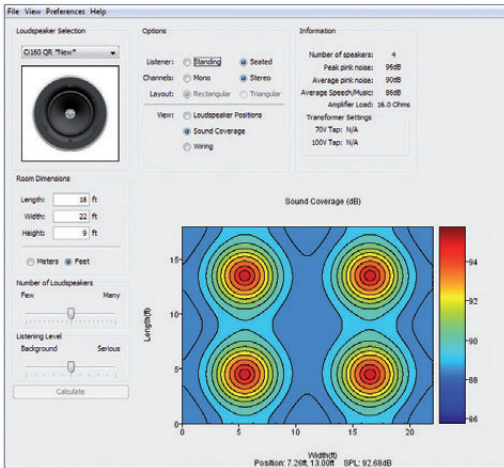 File View Preferences Help
Loudspeaker Selection
Ci160 QR "New"
Room Dimensions
Length: 18 ft
Width: 22 ft
Height: 9 ft
Meters Feet
Number of Loudspeakers
Few Many
Listening Level
Background Serious
Calculate
Options
Listener: Standing Seated
Channels: Mono Stereo
Layout: Rectangular Triangular
View: Loudspeaker Positions
Sound Coverage
Wiring
Information
Number of speakers: 4
Peak pink noise: 96dB
Average pink noise: 90dB
Average Speech/Music: 86dB
Amplifier Load: 16.0 Ohms
Transformer Settings
70V Tap: N/A
100V Tap: N/A
Sound Coverage (dB)
Length(ft)
15
10
5
0
0 5 10 15 20
94
92
90
88
86
Width(ft)
Position: 7.26ft, 13.00ft SPL: 92.68dB